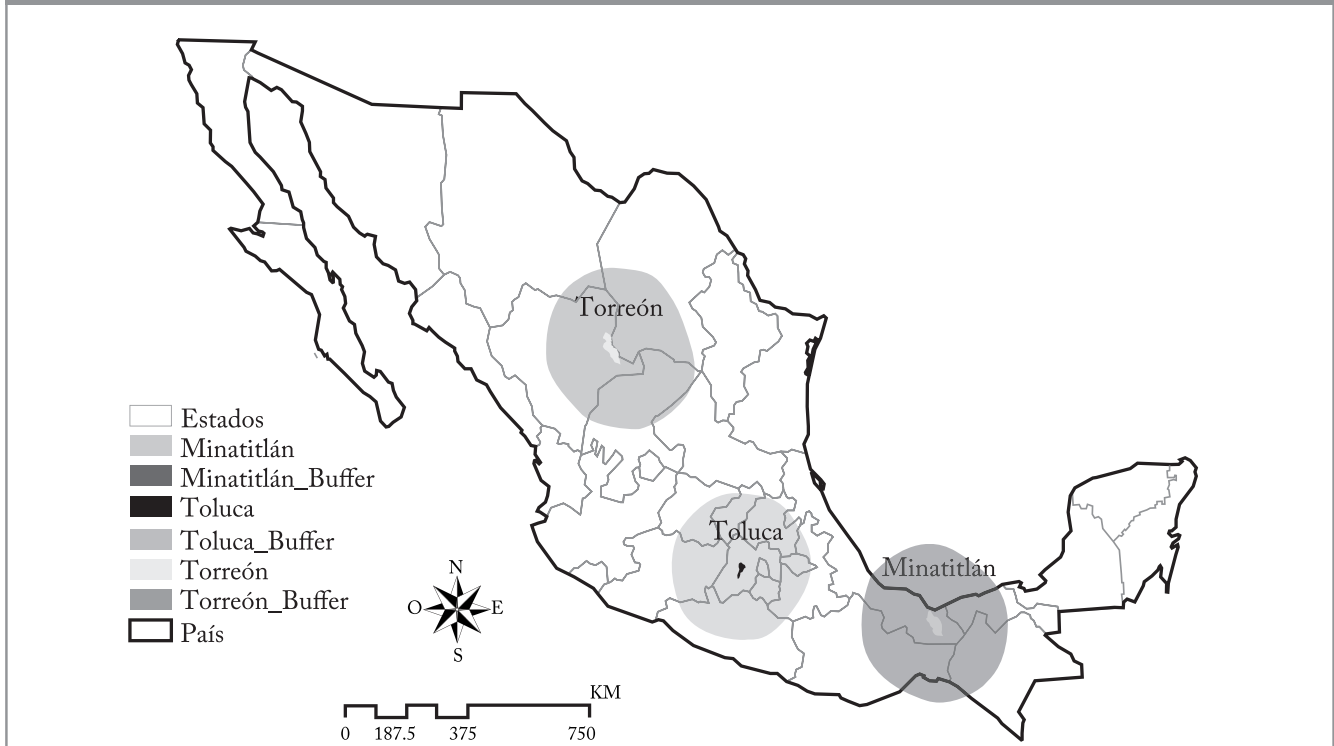 Torreón
Toluca
Minatitlán
Estados
Minatitlán
Minatitlán_Buffer
Toluca
Toluca_Buffer
Torreón
Torreón_Buffer
País
N
O E
S
KM
0 187.5 375 750